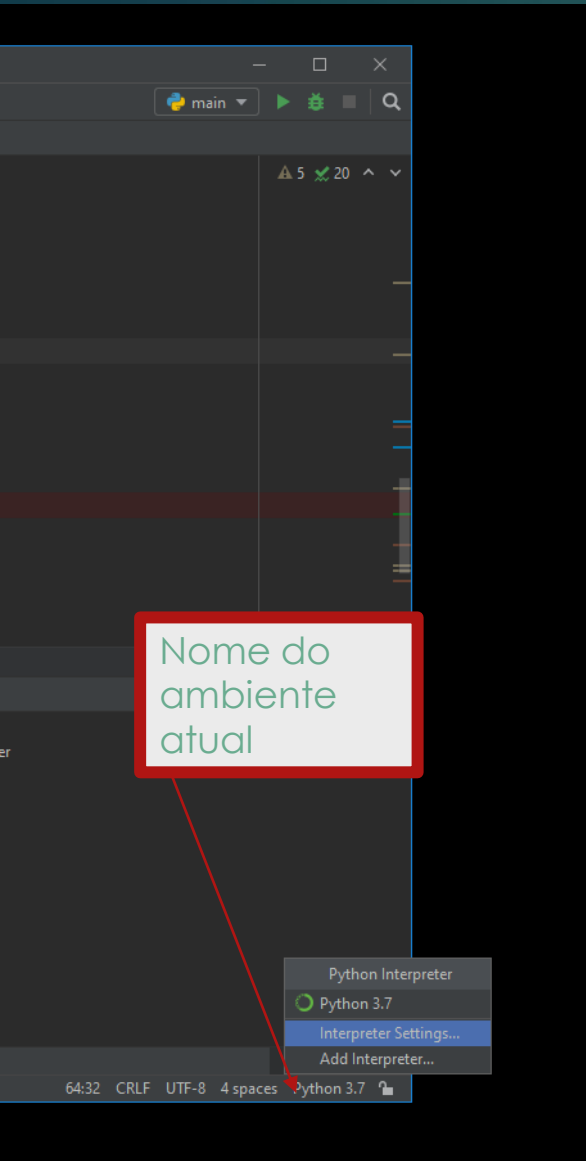 main
5 20
Nome do
ambiente
atual
er
Python Interpreter
Python 3.7
Interpreter Settings...
Add Interpreter...
64:32 CRLF UTF-8 4 spaces Python 3.7